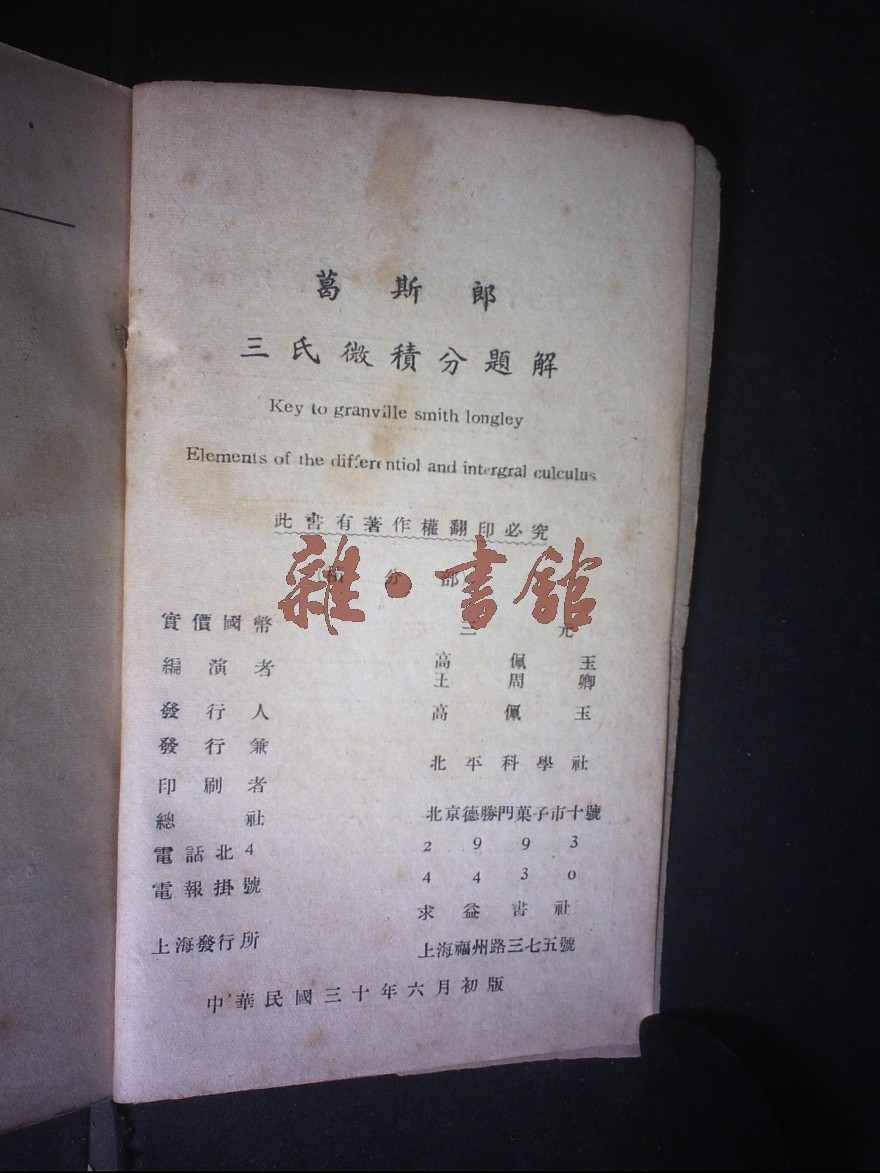 葛斯郎
三氏微積分題解
Key to granville smith longley
Elements of the differentiol and intergral culculus
此書有著作權翻印必究
積分部
雜·書館
實價國幣 三元
編演者 高佩玉
王周卿
發行人 高佩玉
發行兼
印刷者 北平科學社
總社 北京德勝門菓子市十號
電話北4 2993
電報掛號 4430
上海發行所 求益書社
上海福州路三七五號
中華民國三十年六月初版